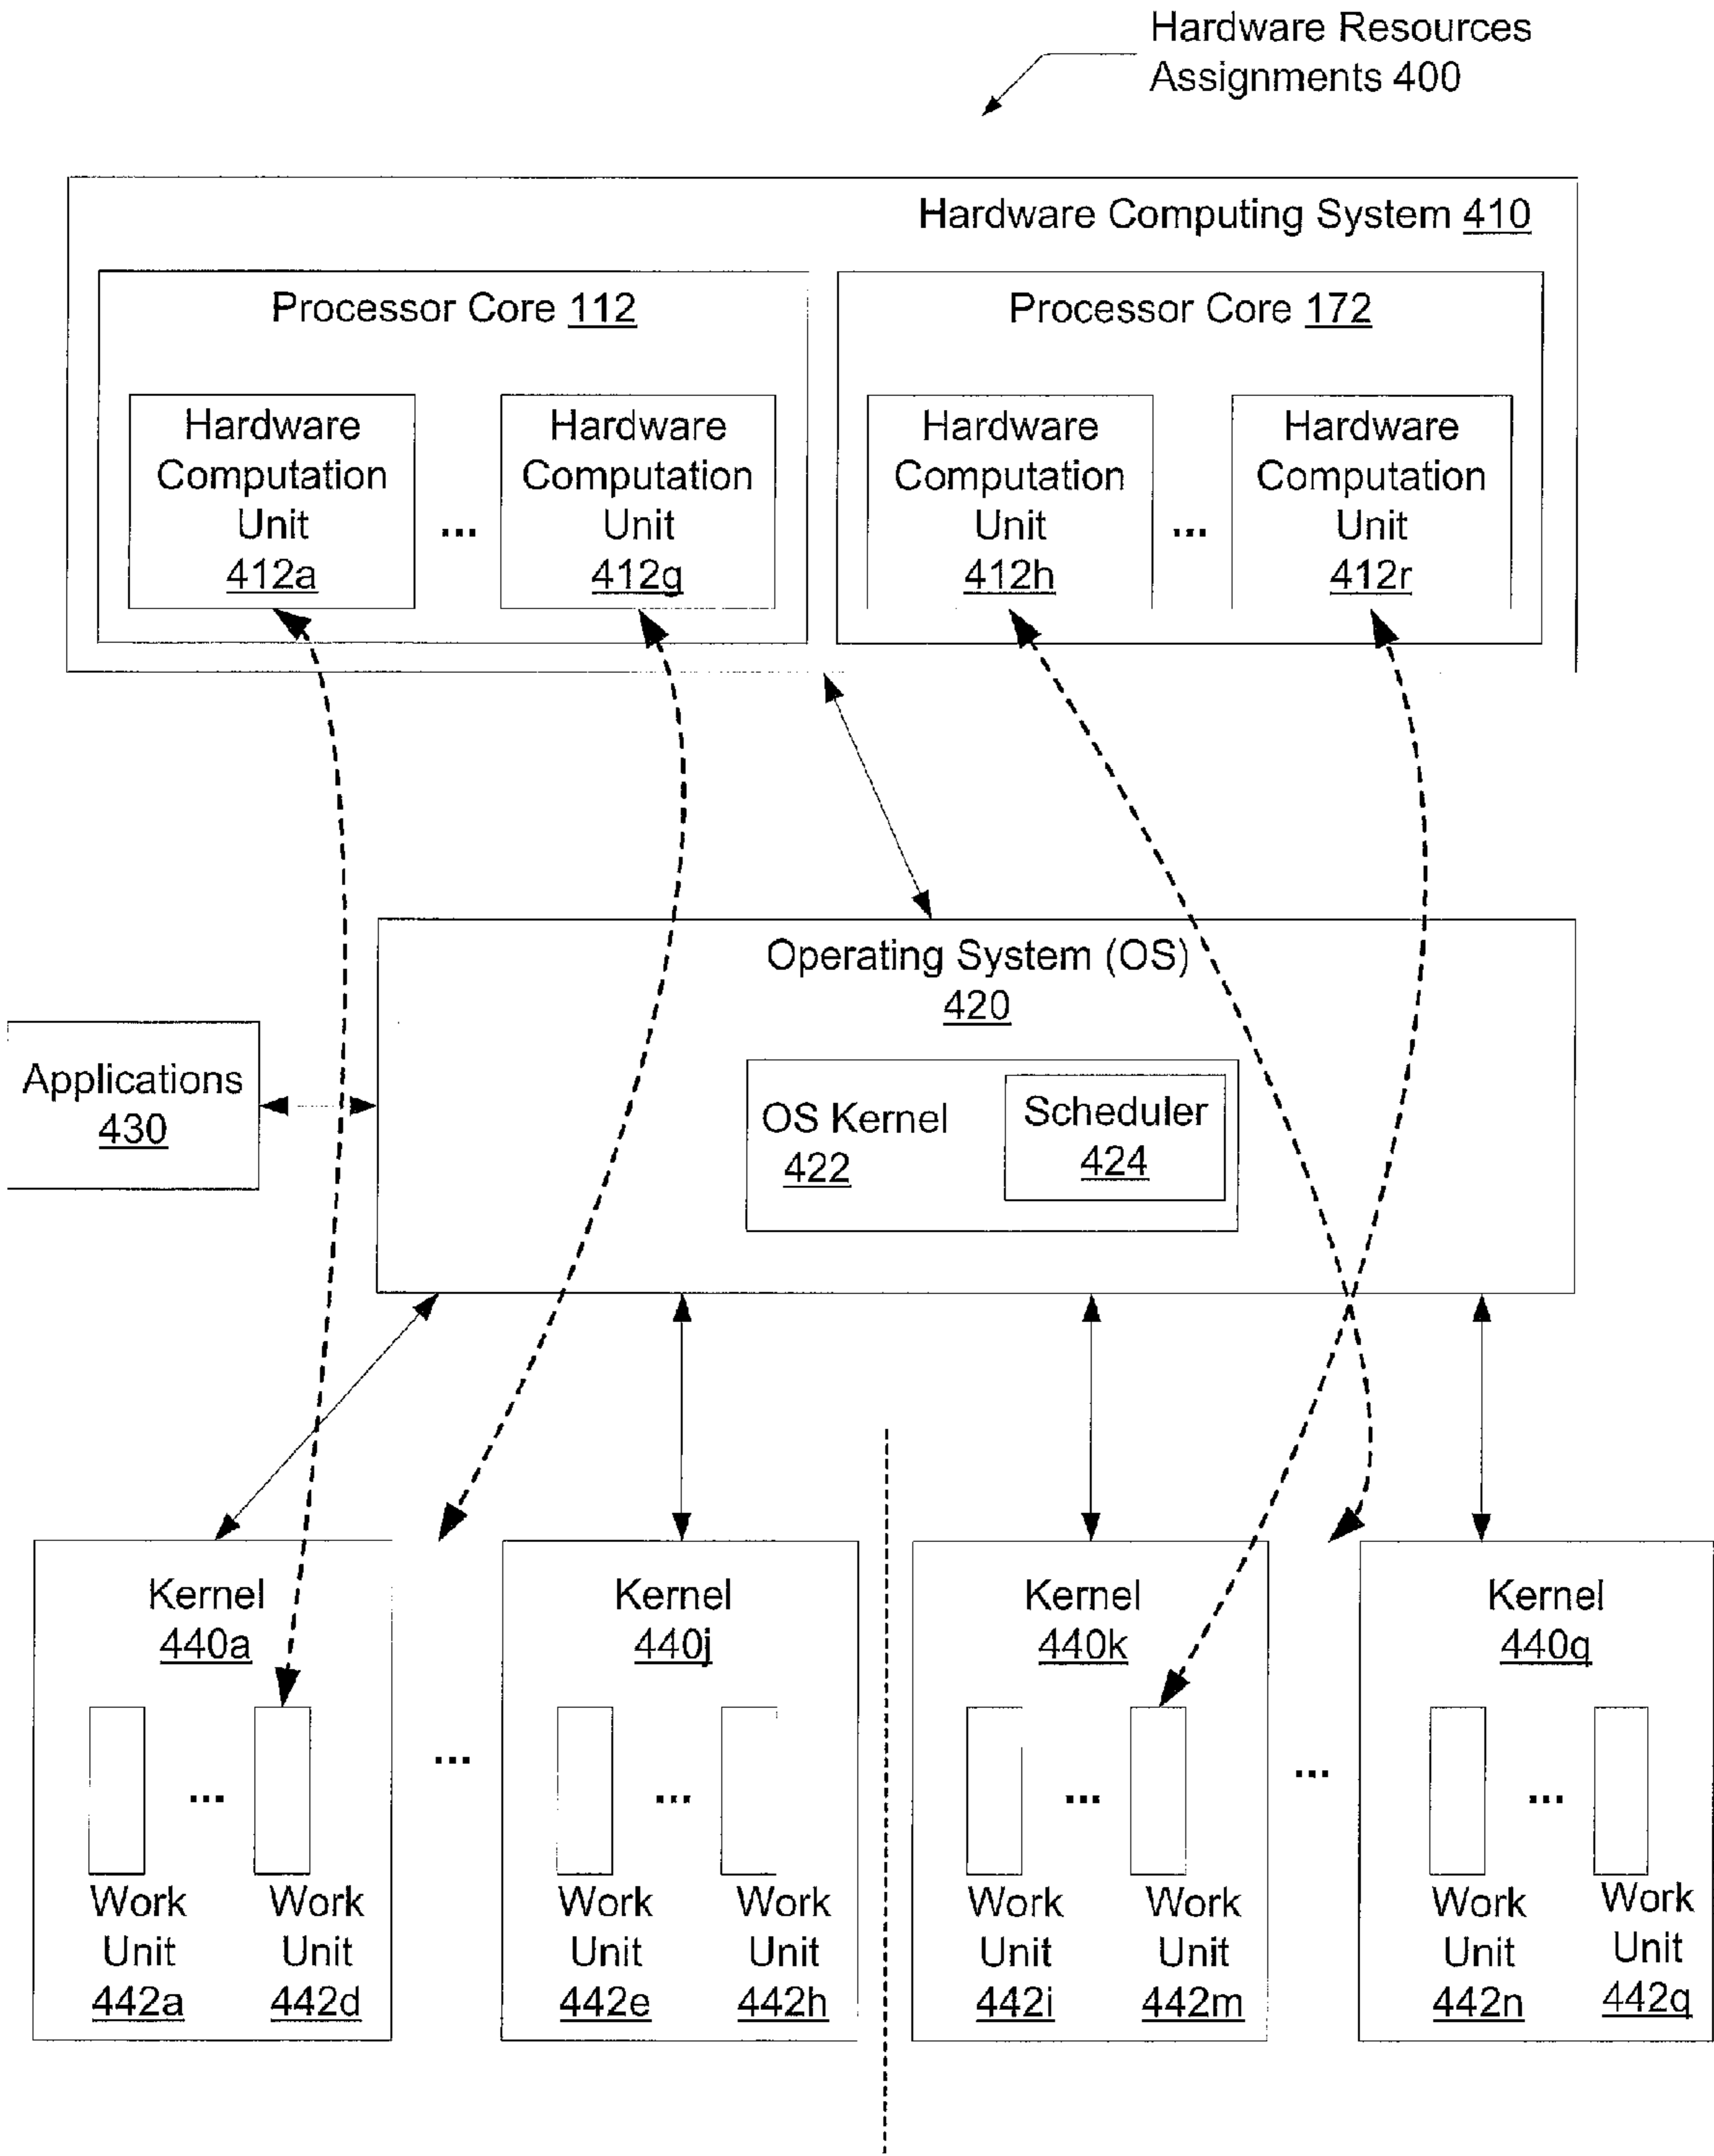 Hardware Resources
Assignments 400
Hardware Computing System 410
Processor Core 112
Processor Core 172
Hardware
Computation
Unit
412a
...
Hardware
Computation
Unit
412g
Hardware
Computation
Unit
412h
...
Hardware
Computation
Unit
412r
Operating System (OS)
420
Applications
430
OS Kernel
422
Scheduler
424
Kernel
440a
...
Work
Unit
442a
Work
Unit
442d
...
Kernel
440j
...
Work
Unit
442e
Work
Unit
442h
Kernel
440k
...
Work
Unit
442i
Work
Unit
442m
...
Kernel
440q
...
Work
Unit
442n
Work
Unit
442q